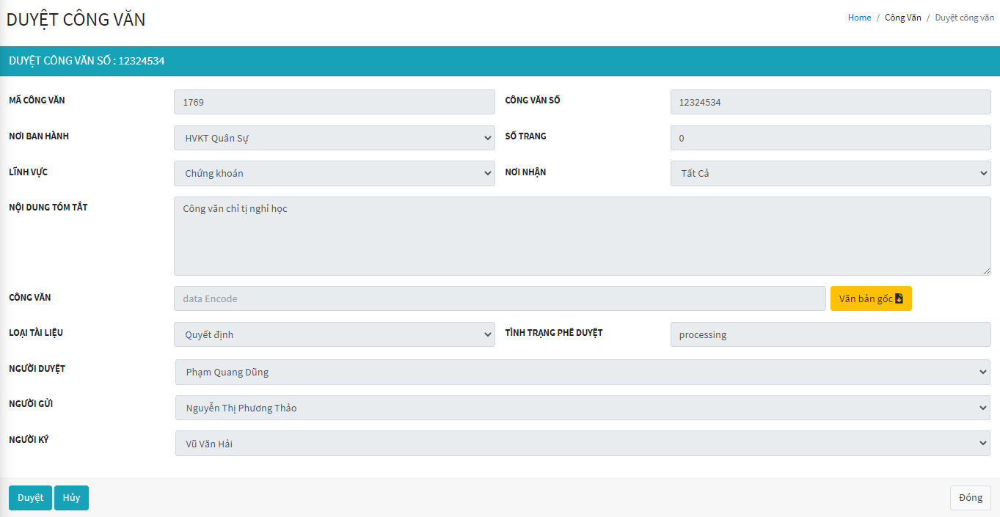 DUYỆT CÔNG VĂN
Home / Công Văn / Duyệt công văn
DUYỆT CÔNG VĂN SỐ : 12324534
MÃ CÔNG VĂN 1769 CÔNG VĂN SỐ 12324534
NƠI BAN HÀNH HVKT Quân Sự SỐ TRANG 0
LĨNH VỰC Chứng khoán NƠI NHẬN Tất Cả
NỘI DUNG TÓM TẮT Công văn chỉ tị nghỉ học
CÔNG VĂN data Encode Văn bản gốc
LOẠI TÀI LIỆU Quyết định TÌNH TRẠNG PHÊ DUYỆT processing
NGƯỜI DUYỆT Phạm Quang Dũng
NGƯỜI GỬI Nguyễn Thị Phương Thảo
NGƯỜI KÝ Vũ Văn Hải
Duyệt Hủy Đóng